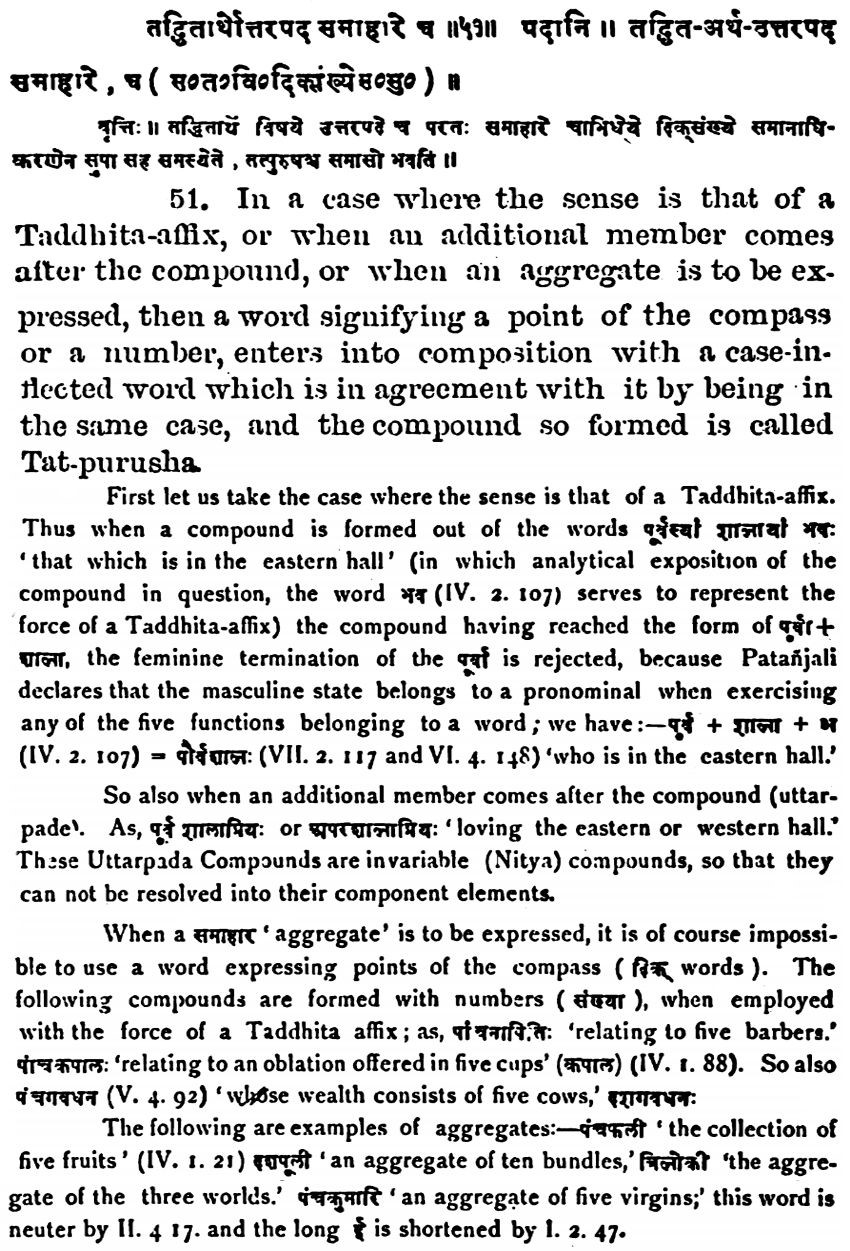 तद्धितार्थोत्तरपद समाहारे च ॥५१॥ पदानि ॥ तद्धित-अर्थ-उत्तरपद
समाहारे, च ( स०त०वि०दिक्संख्येस०सु० ) ॥
वृत्तिः ॥ तद्धितार्थे विषये उत्तरपदे च परतः समाहारे चाभिधेये दिक्संख्ये समानाधि-
करणेन सुपा सह समस्येते, तत्पुरुषश्च समासो भवति ॥
51. In a case where the sense is that of a
Taddhita-affix, or when an additional member comes
after the compound, or when an aggregate is to be ex-
pressed, then a word signifying a point of the compass
or a number, enters into composition with a case-in-
flected word which is in agreement with it by being in
the same case, and the compound so formed is called
Tat-purusha.
First let us take the case where the sense is that of a Taddhita-affix.
Thus when a compound is formed out of the words पूर्वस्यां शालायां भवः
'that which is in the eastern hall' (in which analytical exposition of the
compound in question, the word भव (IV. 2. 107) serves to represent the
force of a Taddhita-affix) the compound having reached the form of पूर्वा+
शाला, the feminine termination of the पूर्वा is rejected, because Patañjali
declares that the masculine state belongs to a pronominal when exercising
any of the five functions belonging to a word; we have:—पूर्व + शाला + अ
(IV. 2. 107) = पौर्वशालः (VII. 2. 117 and VI. 4. 148) 'who is in the eastern hall.'
So also when an additional member comes after the compound (uttar-
pade). As, पूर्व शालाप्रियः or अपरशालाप्रियः 'loving the eastern or western hall.'
These Uttarpada Compounds are invariable (Nitya) compounds, so that they
can not be resolved into their component elements.
When a समाहार 'aggregate' is to be expressed, it is of course impossi-
ble to use a word expressing points of the compass ( दिक् words ). The
following compounds are formed with numbers ( संख्या ), when employed
with the force of a Taddhita affix; as, पांचनापितिः 'relating to five barbers.'
पांचकपालः 'relating to an oblation offered in five cups' (कपाल) (IV. 1. 88). So also
पंचगवधन (V. 4. 92) 'whose wealth consists of five cows,' दशगवधनः
The following are examples of aggregates:—पंचफली 'the collection of
five fruits' (IV. 1. 21) दशपूली 'an aggregate of ten bundles,' त्रिलोकी 'the aggre-
gate of the three worlds.' पंचकुमारि 'an aggregate of five virgins;' this word is
neuter by II. 4 17. and the long ई is shortened by I. 2. 47.